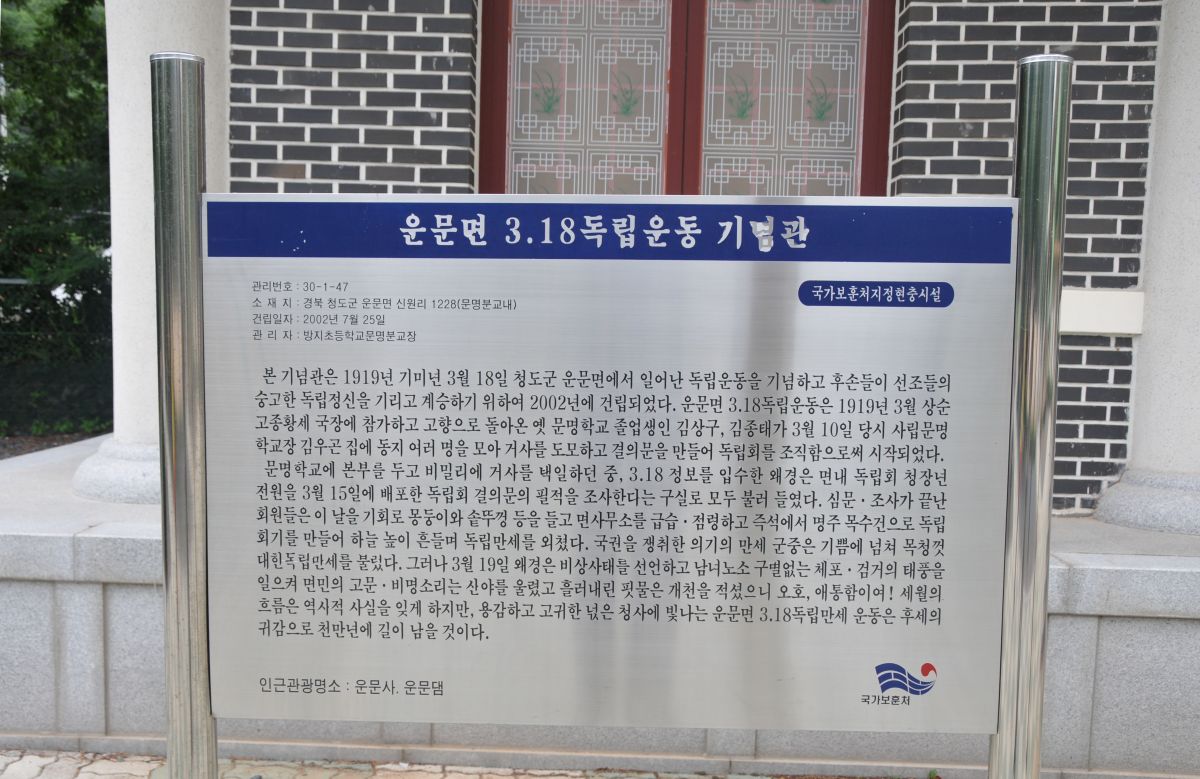 운문면 3.18독립운동 기념관
관리번호 : 30-1-47
국가보훈처지정현충시설
소 재 지 : 경북 청도군 운문면 신원리 1228(문명분교내)
건립일자 : 2002년 7월 25일
관 리 자 : 방지초등학교문명분교장
본 기념관은 1919년 기미년 3월 18일 청도군 운문면에서 일어난 독립운동을 기념하고 후손들이 선조들의
숭고한 독립정신을 기리고 계승하기 위하여 2002년에 건립되었다. 운문면 3.18독립운동은 1919년 3월 상순
고종황세 국장에 참가하고 고향으로 돌아온 옛 문명학교 졸업생인 김상구, 김종태가 3월 10일 당시 사립문명
학교장 김우곤 집에 동지 여러 명을 모아 거사를 도모하고 결의문을 만들어 독립회를 조직함으로써 시작되었다.
문명학교에 본부를 두고 비밀리에 거사를 택일하던 중, 3.18 정보를 입수한 왜경은 면내 독립회 청장년
전원을 3월 15일에 배포한 독립회 결의문의 필적을 조사한다는 구실로 모두 불러 들였다. 심문·조사가 끝난
회원들은 이 날을 기회로 몽둥이와 솥뚜껑 등을 들고 면사무소를 급습·점령하고 즉석에서 명주 목수건으로 독립
회기를 만들어 하늘 높이 흔들며 독립만세를 외쳤다. 국권을 쟁취한 의기의 만세 군중은 기쁨에 넘쳐 목청껏
대한독립만세를 불렀다. 그러나 3월 19일 왜경은 비상사태를 선언하고 남녀노소 구별없는 체포·검거의 태풍을
일으켜 면민의 고문·비명소리는 산야를 울렸고 흘러내린 핏물은 개천을 적셨으니 오호, 애통함이여! 세월의
흐름은 역사적 사실을 잊게 하지만, 용감하고 고귀한 넋은 청사에 빛나는 운문면 3.18독립만세 운동은 후세의
귀감으로 천만년에 길이 남을 것이다.
인근관광명소 : 운문사. 운문댐
국가보훈처